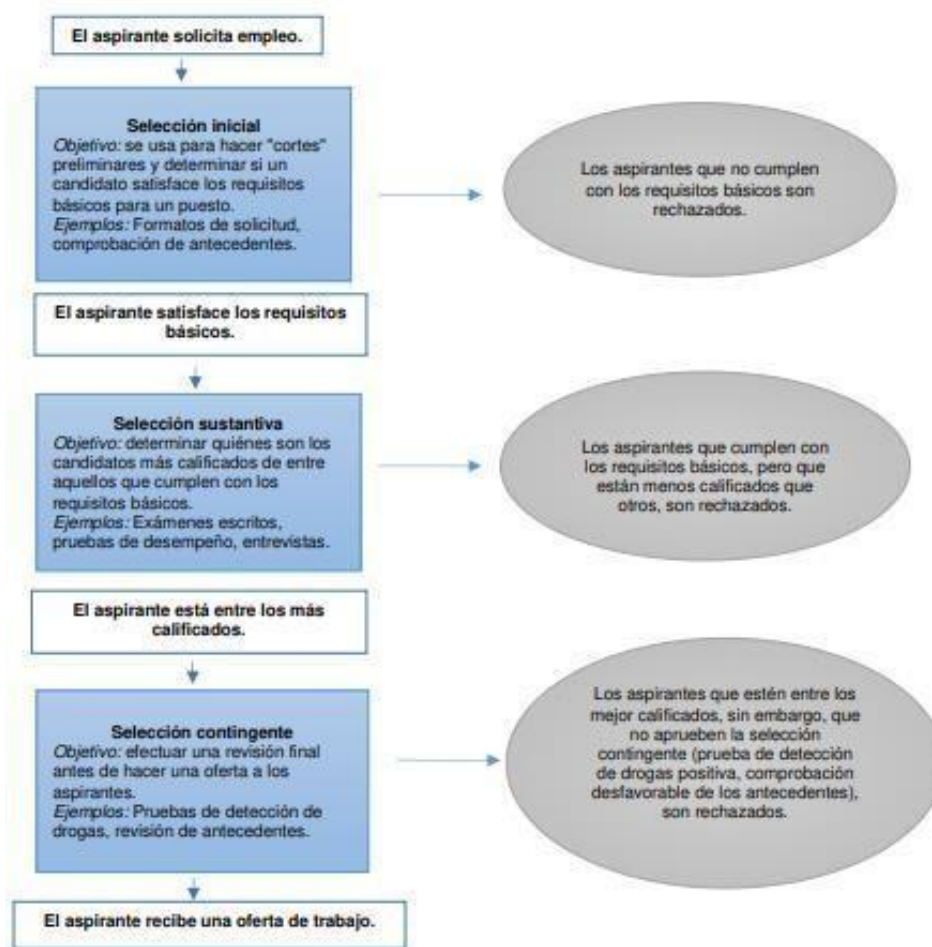 El aspirante solicita empleo.
Selección inicial
Objetivo: se usa para hacer "cortes"
preliminares y determinar si un
candidato satisface los requisitos
básicos para un puesto.
Ejemplos: Formatos de solicitud,
comprobación de antecedentes.
Los aspirantes que no cumplen
con los requisitos básicos son
rechazados.
El aspirante satisface los requisitos
básicos.
Selección sustantiva
Objetivo: determinar quiénes son los
candidatos más calificados de entre
aquellos que cumplen con los
requisitos básicos.
Ejemplos: Exámenes escritos,
pruebas de desempeño, entrevistas.
Los aspirantes que cumplen con
los requisitos básicos, pero que
están menos calificados que
otros, son rechazados.
El aspirante está entre los más
calificados.
Selección contingente
Objetivo: efectuar una revisión final
antes de hacer una oferta a los
aspirantes.
Ejemplos: Pruebas de detección de
drogas, revisión de antecedentes.
Los aspirantes que estén entre los
mejor calificados, sin embargo, que
no aprueben la selección
contingente (prueba de detección
de drogas positiva, comprobación
desfavorable de los antecedentes),
son rechazados.
El aspirante recibe una oferta de trabajo.